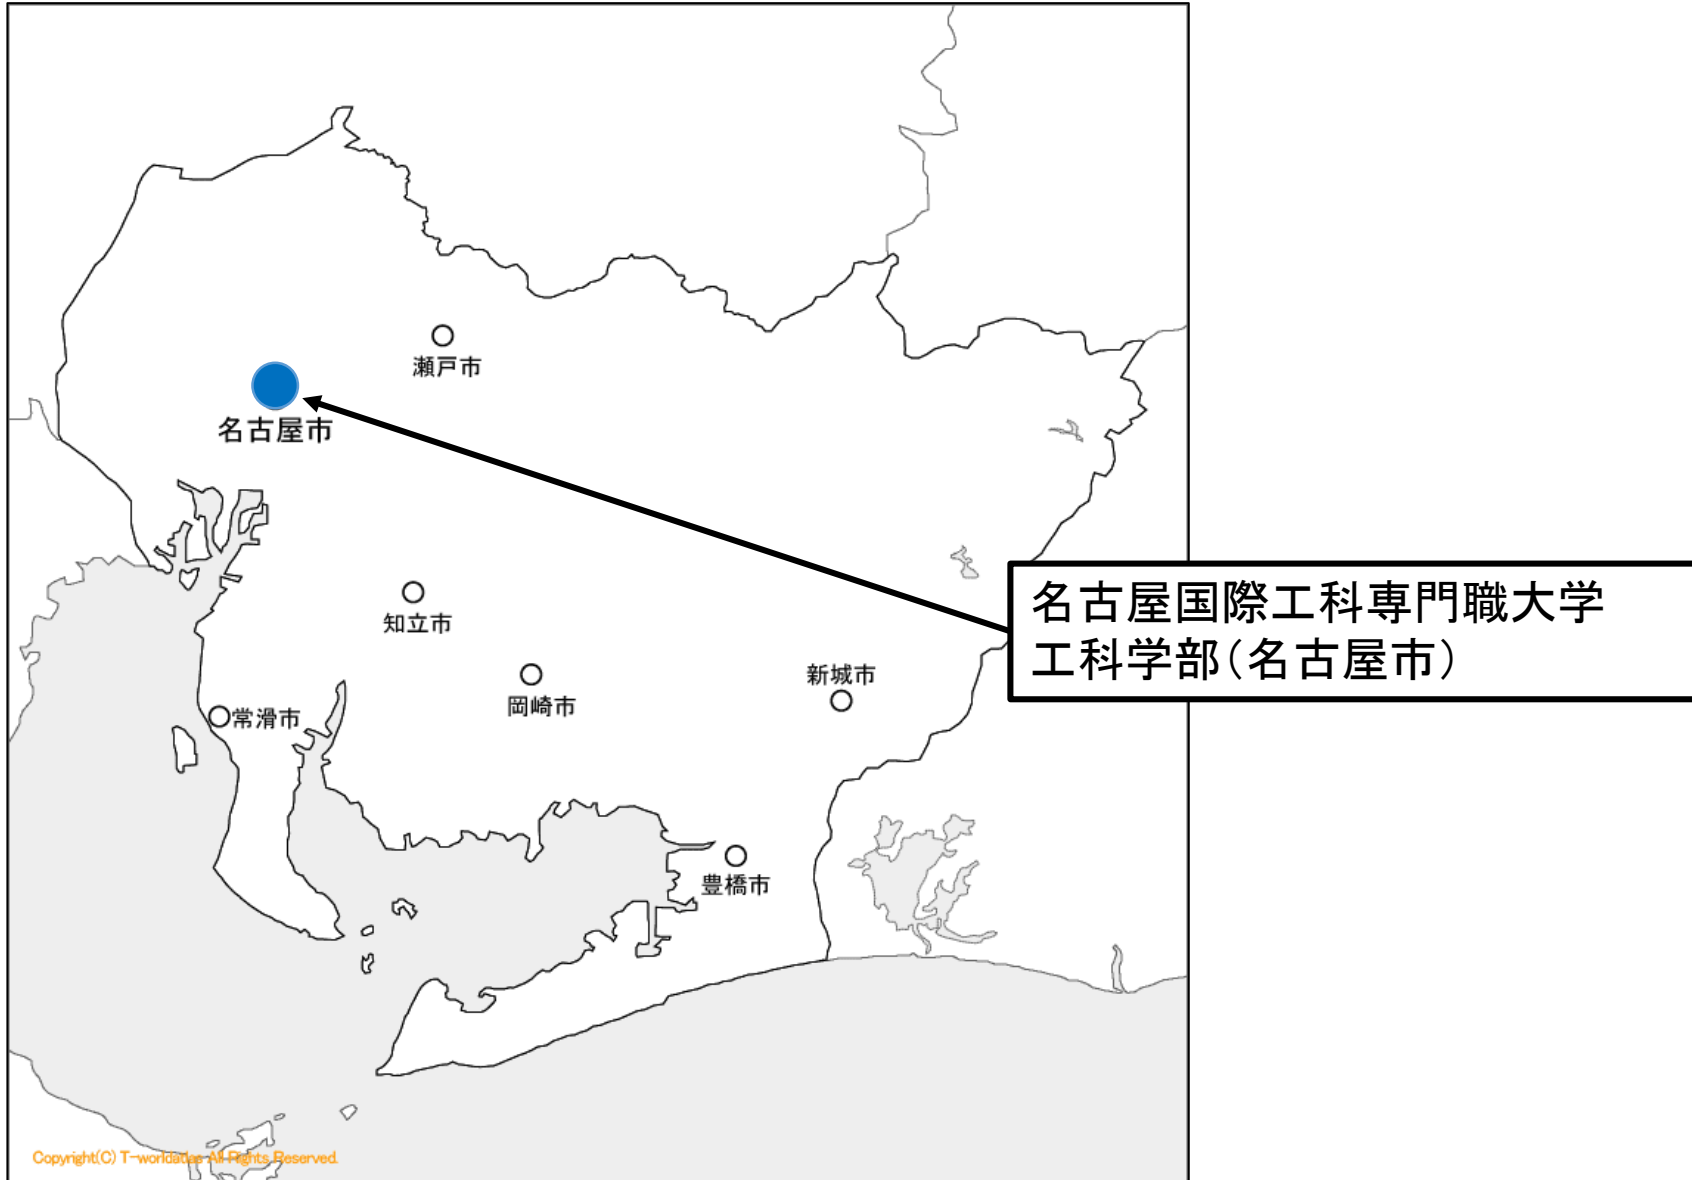 瀬戸市
名古屋市
名古屋国際工科専門職大学
工科学部(名古屋市)
知立市
新城市
岡崎市
常滑市
豊橋市
Copyright(C) T-worldatlas All Rights Reserved.